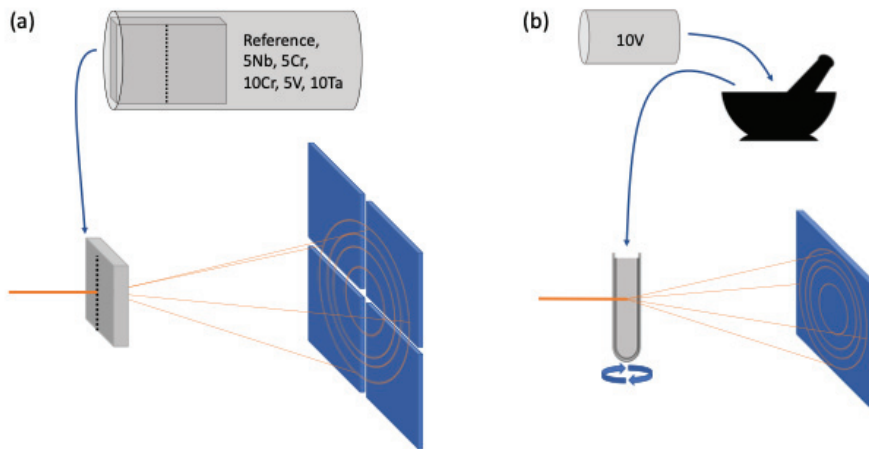 (a)
Reference,
5Nb, 5Cr,
10Cr, 5V, 10Ta
(b)
10V